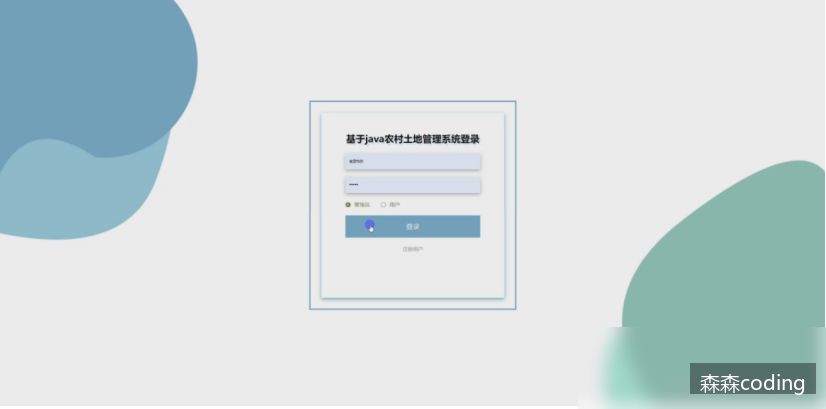 基于java农村土地管理系统登录
admin
•••••
管理员 用户
登录
注册用户
森森coding